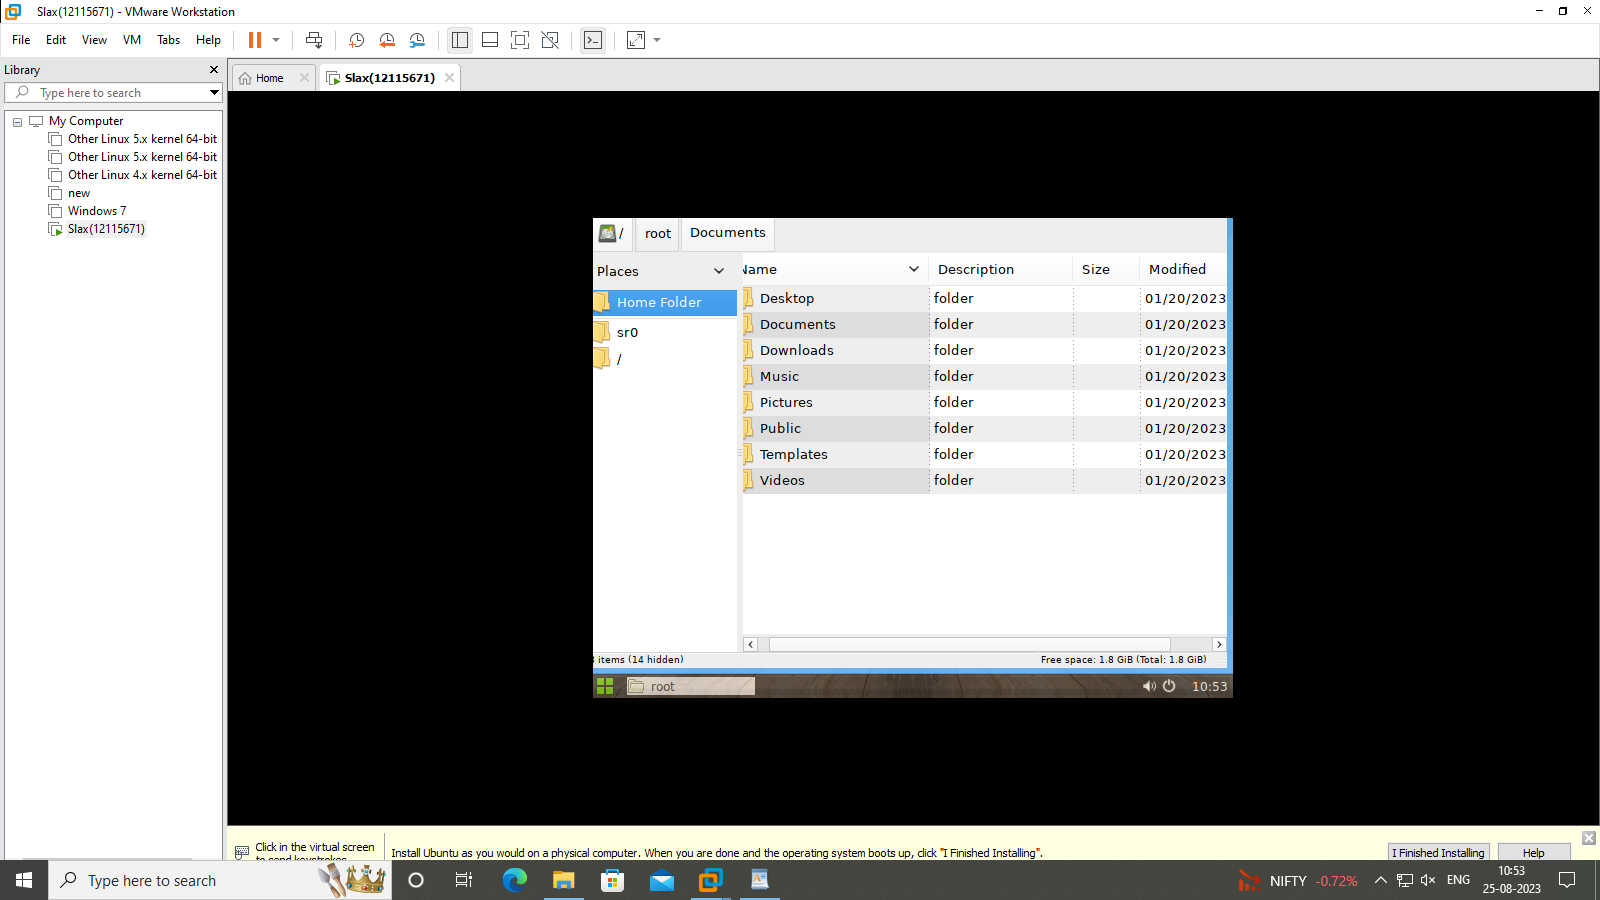 Slax(12115671) - VMware Workstation
File Edit View VM Tabs Help
Library
Type here to search
My Computer
Other Linux 5.x kernel 64-bit
Other Linux 5.x kernel 64-bit
Other Linux 4.x kernel 64-bit
new
Windows 7
Slax(12115671)
Home
Slax(12115671)
/ root Documents
Places
Home Folder
sr0
/
Name Description Size Modified
Desktop folder 01/20/2023
Documents folder 01/20/2023
Downloads folder 01/20/2023
Music folder 01/20/2023
Pictures folder 01/20/2023
Public folder 01/20/2023
Templates folder 01/20/2023
Videos folder 01/20/2023
items (14 hidden) Free space: 1.8 GiB (Total: 1.8 GiB)
root 10:53
Click in the virtual screen
to send keystrokes
Install Ubuntu as you would on a physical computer. When you are done and the operating system boots up, click "I Finished Installing".
I Finished Installing Help
Type here to search
NIFTY -0.72% ENG
10:53
25-08-2023